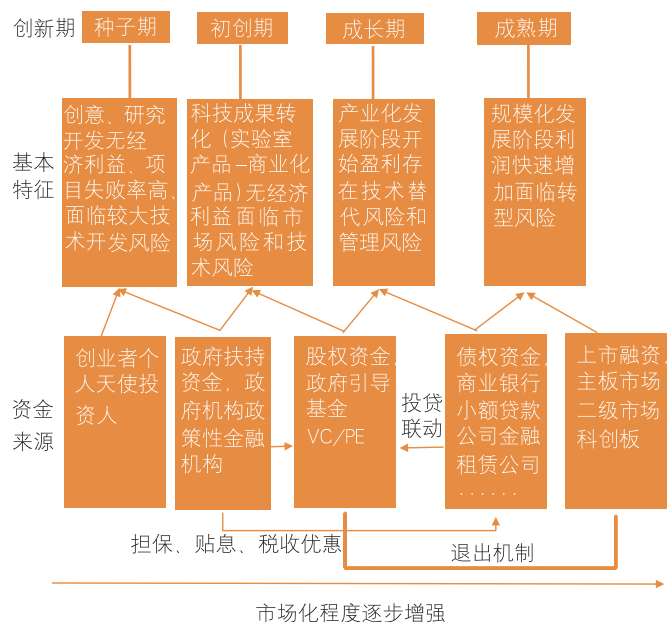 创新期
种子期
初创期
成长期
成熟期
基本
特征
创意、研究
开发无经
济利益、项
目失败率高、
面临较大技
术开发风险
科技成果转
化(实验室
产品-商业化
产品)无经济
利益面临市
场风险和技
术风险
产业化发
展阶段开
始盈利存
在技术替
代风险和
管理风险
规模化发
展阶段利
润快速增
加面临转
型风险
资金
来源
创业者个
人天使投
资人
政府扶持
资金，政
府机构政
策性金融
机构
股权资金，
政府引导
基金
VC/PE
投贷
联动
债权资金，
商业银行
小额贷款
公司金融
租赁公司
······
上市融资，
主板市场
二级市场
科创板
担保、贴息、税收优惠
退出机制
市场化程度逐步增强